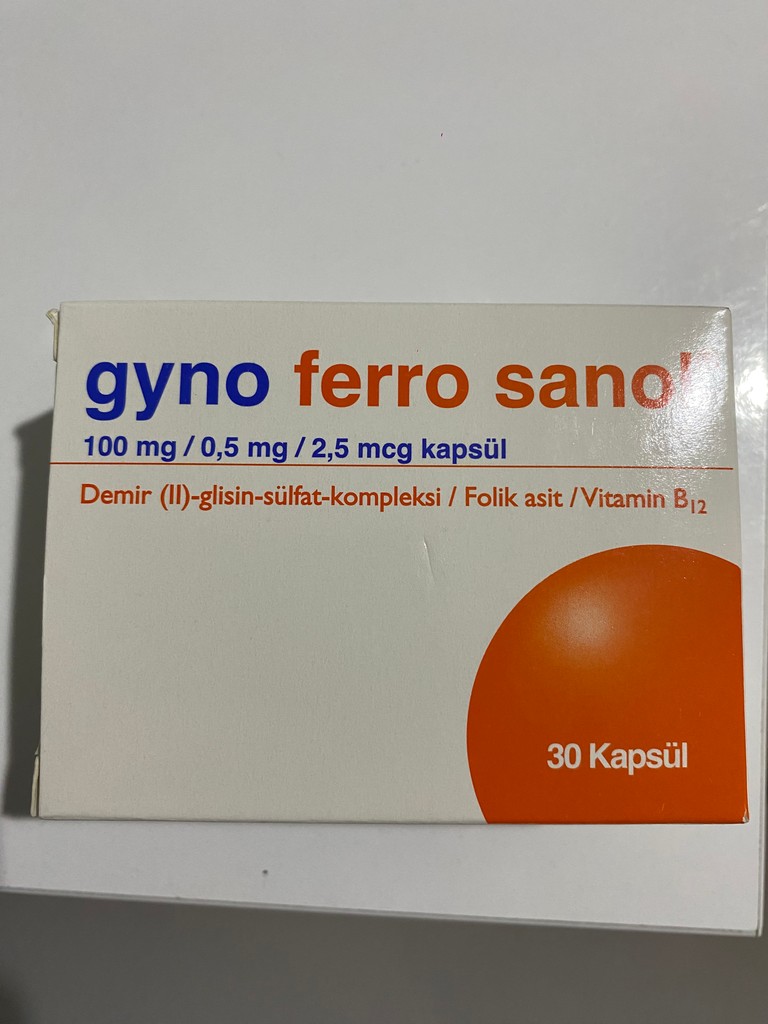 gyno ferro sanol
100 mg / 0,5 mg / 2,5 mcg kapsül
Demir (II)-glisin-sülfat-kompleksi / Folik asit / Vitamin B₁₂
30 Kapsül